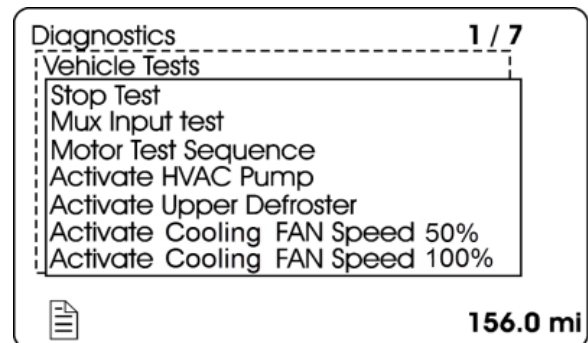 Diagnostics 1 / 7
Vehicle Tests
Stop Test
Mux Input test
Motor Test Sequence
Activate HVAC Pump
Activate Upper Defroster
Activate Cooling FAN Speed 50%
Activate Cooling FAN Speed 100%
156.0 mi